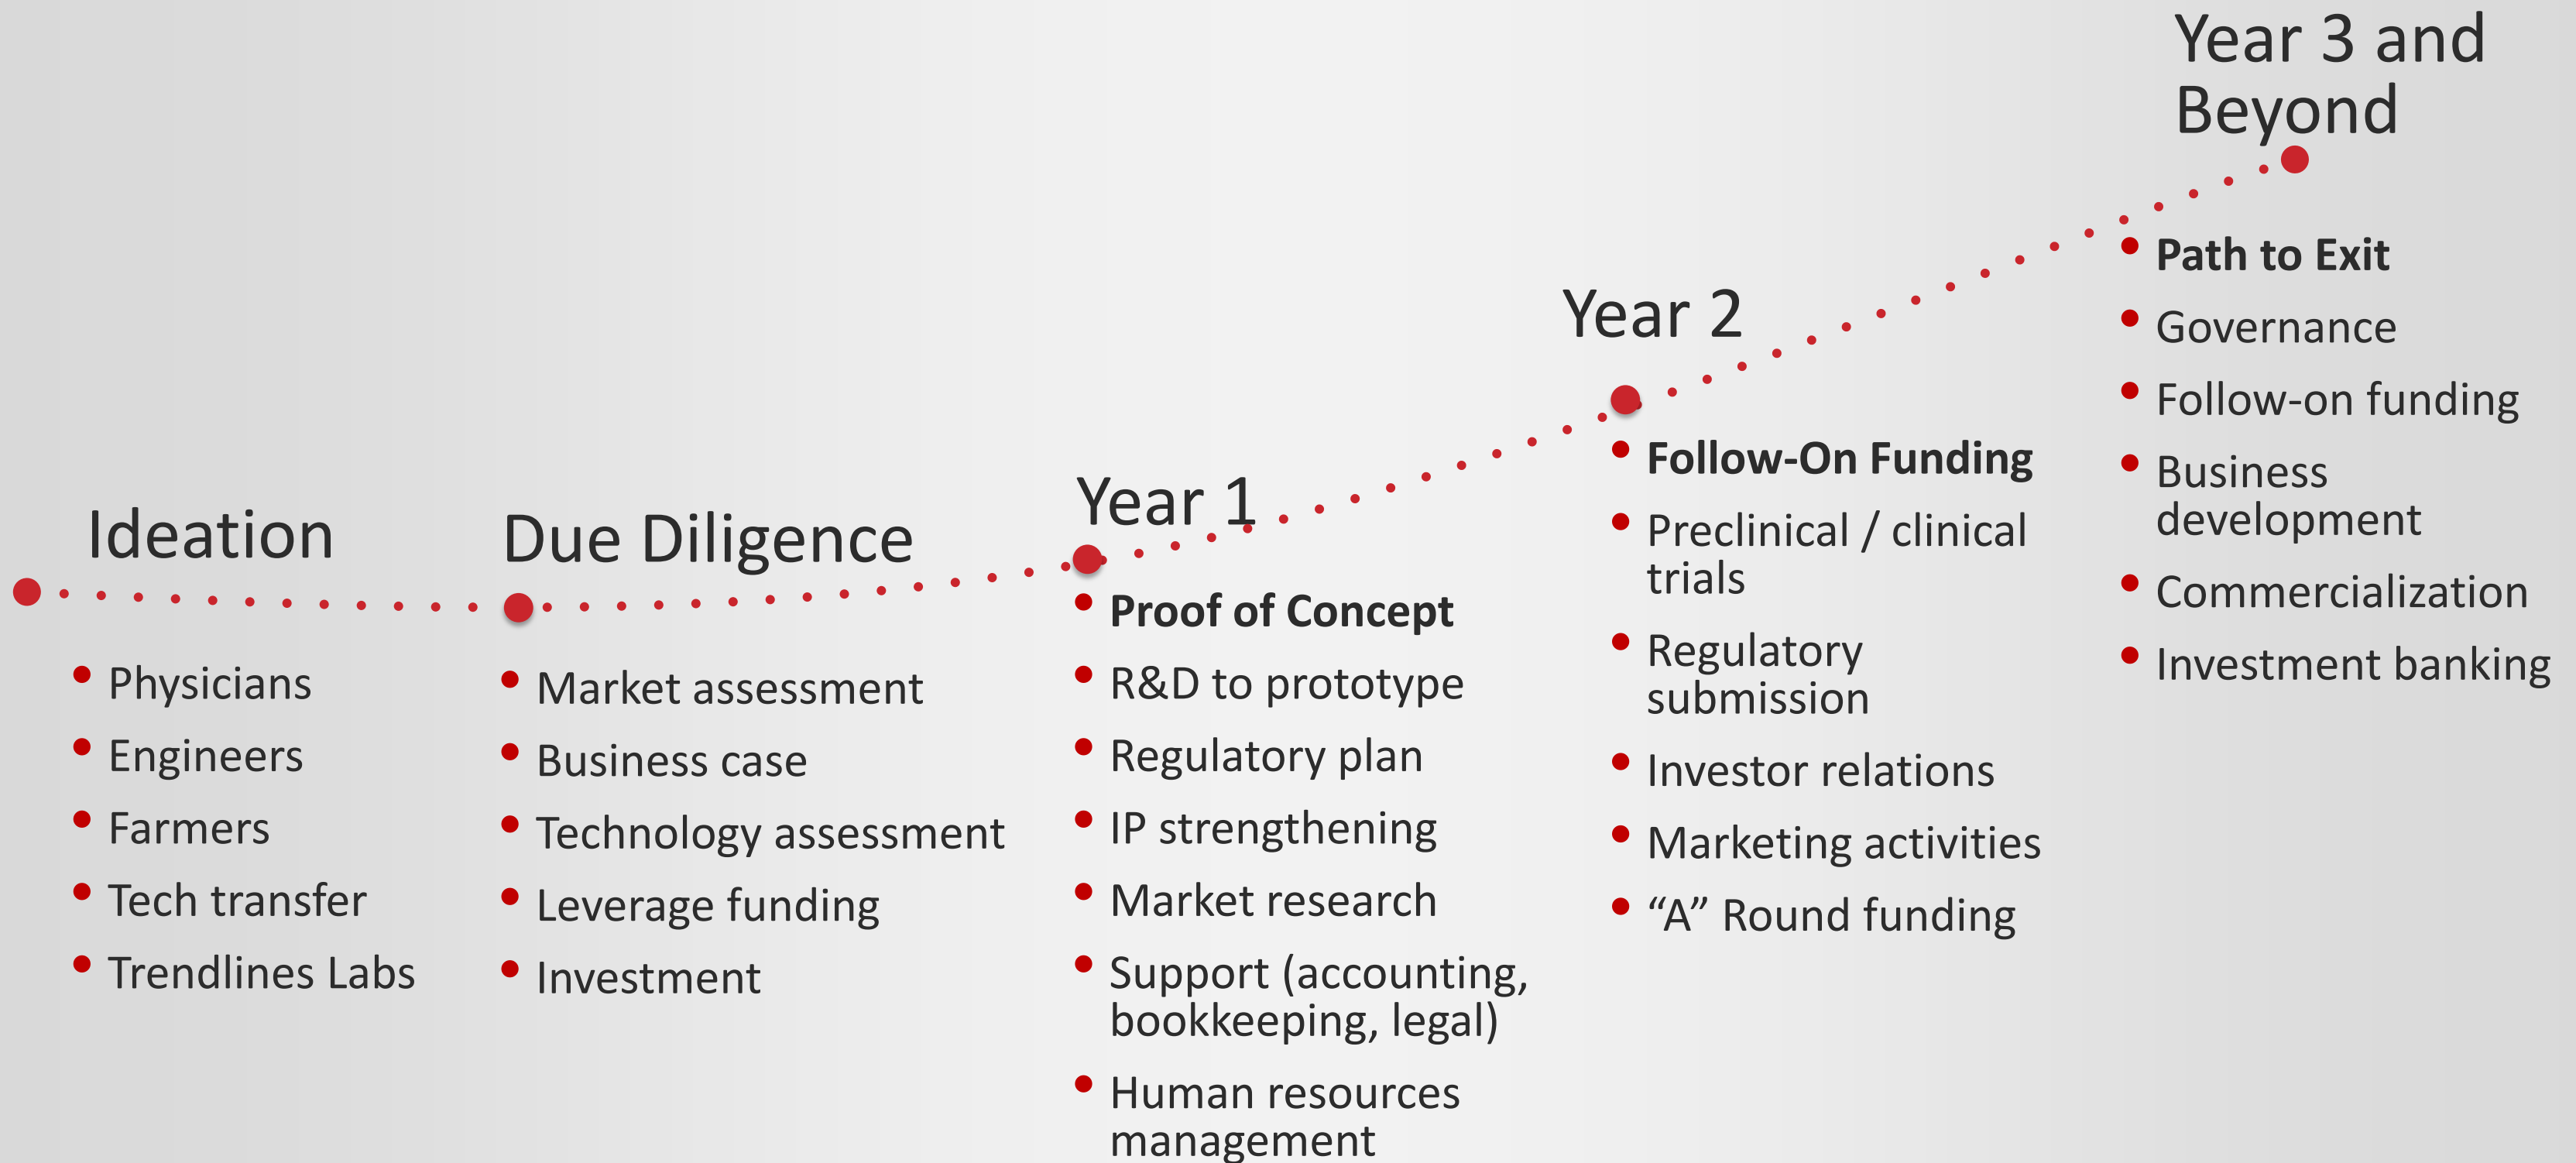 Ideation
• Physicians
• Engineers
• Farmers
• Tech transfer
• Trendlines Labs
Due Diligence
• Market assessment
• Business case
• Technology assessment
• Leverage funding
• Investment
Year 1
• Proof of Concept
• R&D to prototype
• Regulatory plan
• IP strengthening
• Market research
• Support (accounting,
bookkeeping, legal)
• Human resources
management
Year 2
• Follow-On Funding
• Preclinical / clinical
trials
• Regulatory
submission
• Investor relations
• Marketing activities
• “A” Round funding
Year 3 and
Beyond
• Path to Exit
• Governance
• Follow-on funding
• Business
development
• Commercialization
• Investment banking